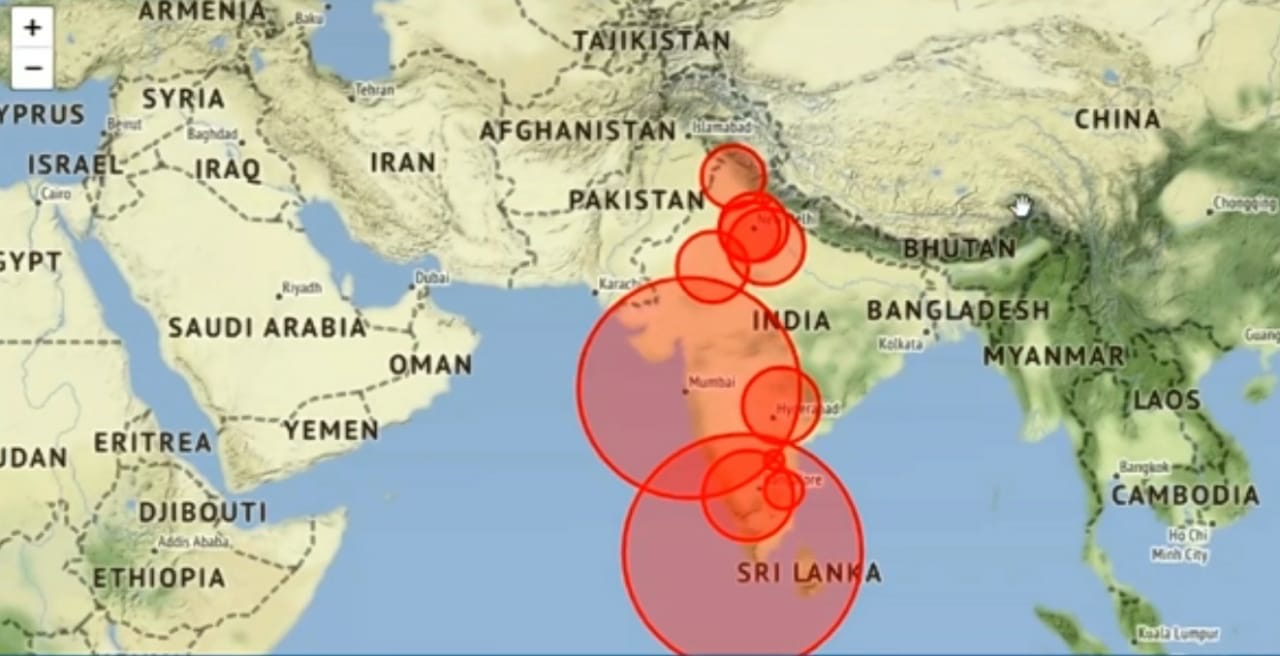 +
−
ARMENIA
Baku
TAJIKISTAN
Tehran
SYRIA
YPRUS
Beirut
Baghdad
AFGHANISTAN
Islamabad
CHINA
ISRAEL
IRAQ
IRAN
Cairo
PAKISTAN
Chongqing
GYPT
BHUTAN
Dubai
Karach
Riyadh
SAUDI ARABIA
INDIA
BANGLADESH
Kolkata
Guang
OMAN
MYANMAR
Mumbai
LAOS
Hyderabad
YEMEN
ERITREA
UDAN
Bangkok
CAMBODIA
DJIBOUTI
Addis Ababa
Ho Chi
Minh City
ETHIOPIA
SRI LANKA
Kuala Lumpur